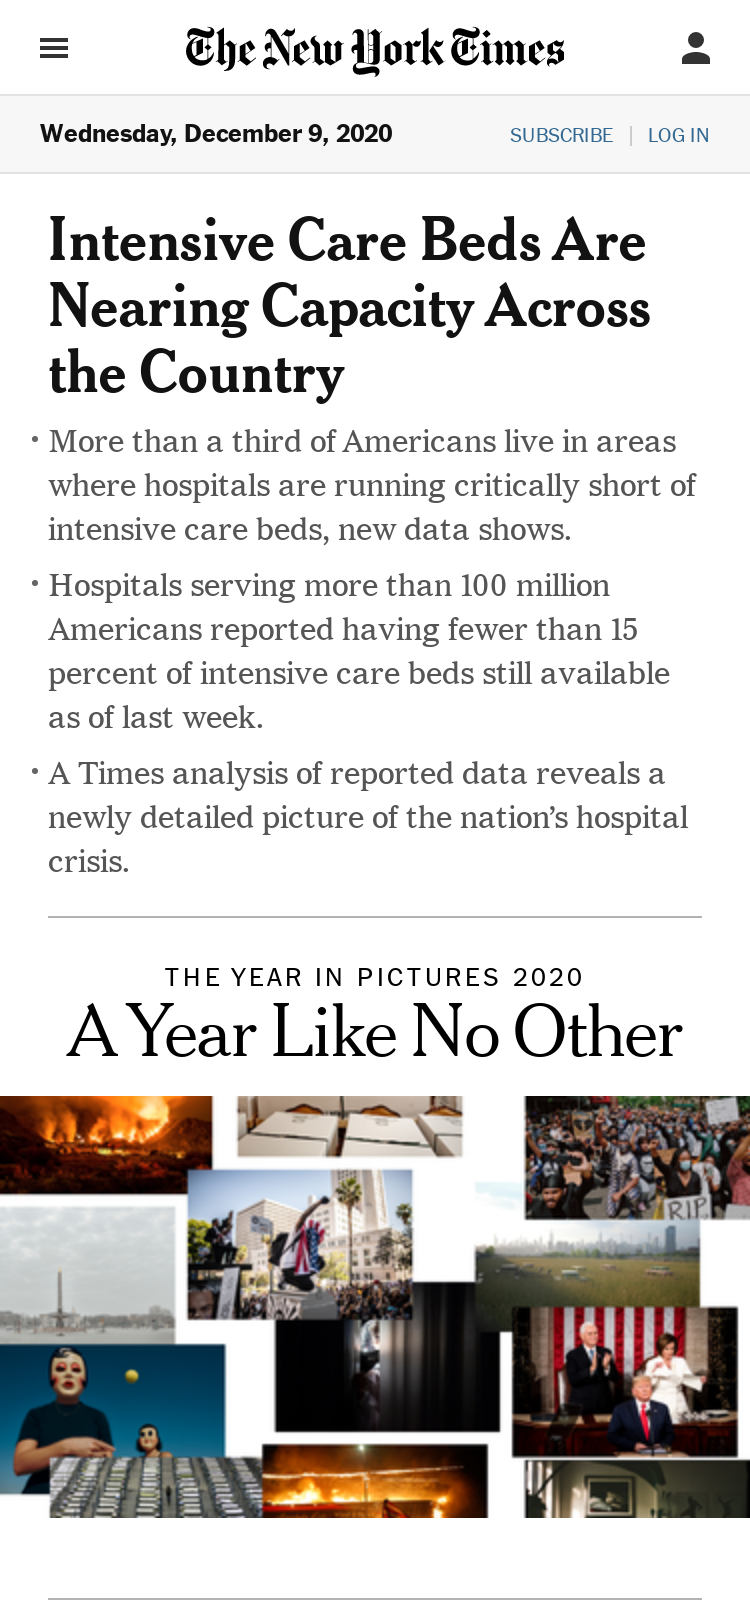 The New York Times
Wednesday, December 9, 2020
SUBSCRIBE | LOG IN
Intensive Care Beds Are
Nearing Capacity Across
the Country
• More than a third of Americans live in areas
where hospitals are running critically short of
intensive care beds, new data shows.
• Hospitals serving more than 100 million
Americans reported having fewer than 15
percent of intensive care beds still available
as of last week.
• A Times analysis of reported data reveals a
newly detailed picture of the nation’s hospital
crisis.
THE YEAR IN PICTURES 2020
A Year Like No Other
RIP